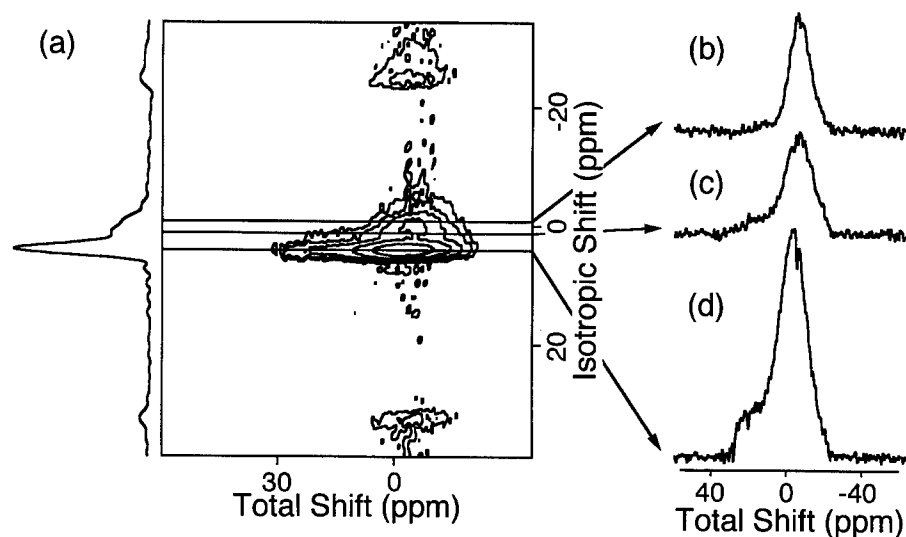 (a)
-20
0
20
Isotropic Shift (ppm)
30 0
Total Shift (ppm)
(b)
(c)
(d)
40 0 -40
Total Shift (ppm)